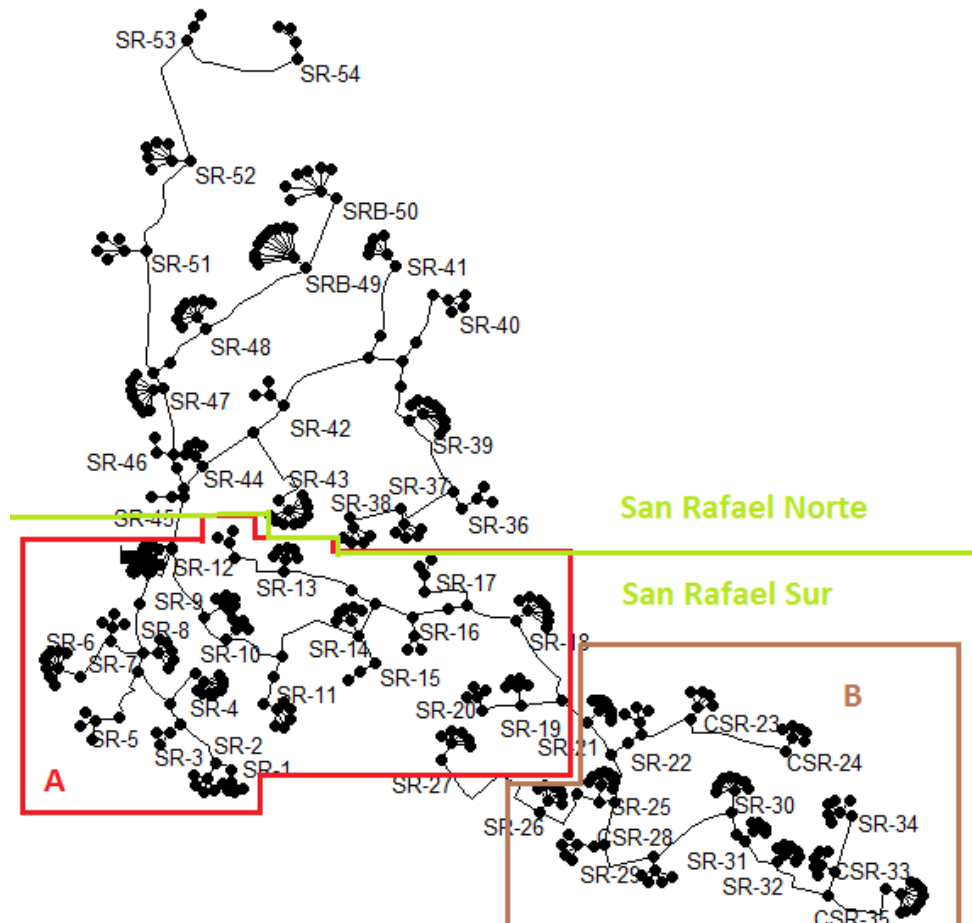 SR-53
SR-54
SR-52
SRB-50
SR-51
SRB-49
SR-41
SR-40
SR-48
SR-47
SR-42
SR-39
SR-46
SR-44
SR-43
SR-37
SR-38
SR-36
SR-45
San Rafael Norte
SR-12
SR-13
SR-17
San Rafael Sur
SR-9
SR-8
SR-6
SR-16
SR-18
SR-7
SR-10
SR-14
SR-15
SR-11
SR-4
SR-20
SR-19
B
CSR-23
SR-5
SR-3
SR-2
SR-21
SR-22
CSR-24
A
SR-1
SR-27
SR-25
SR-30
SR-26
SR-34
CSR-28
SR-31
SR-29
SR-32
CSR-33
CSR-35